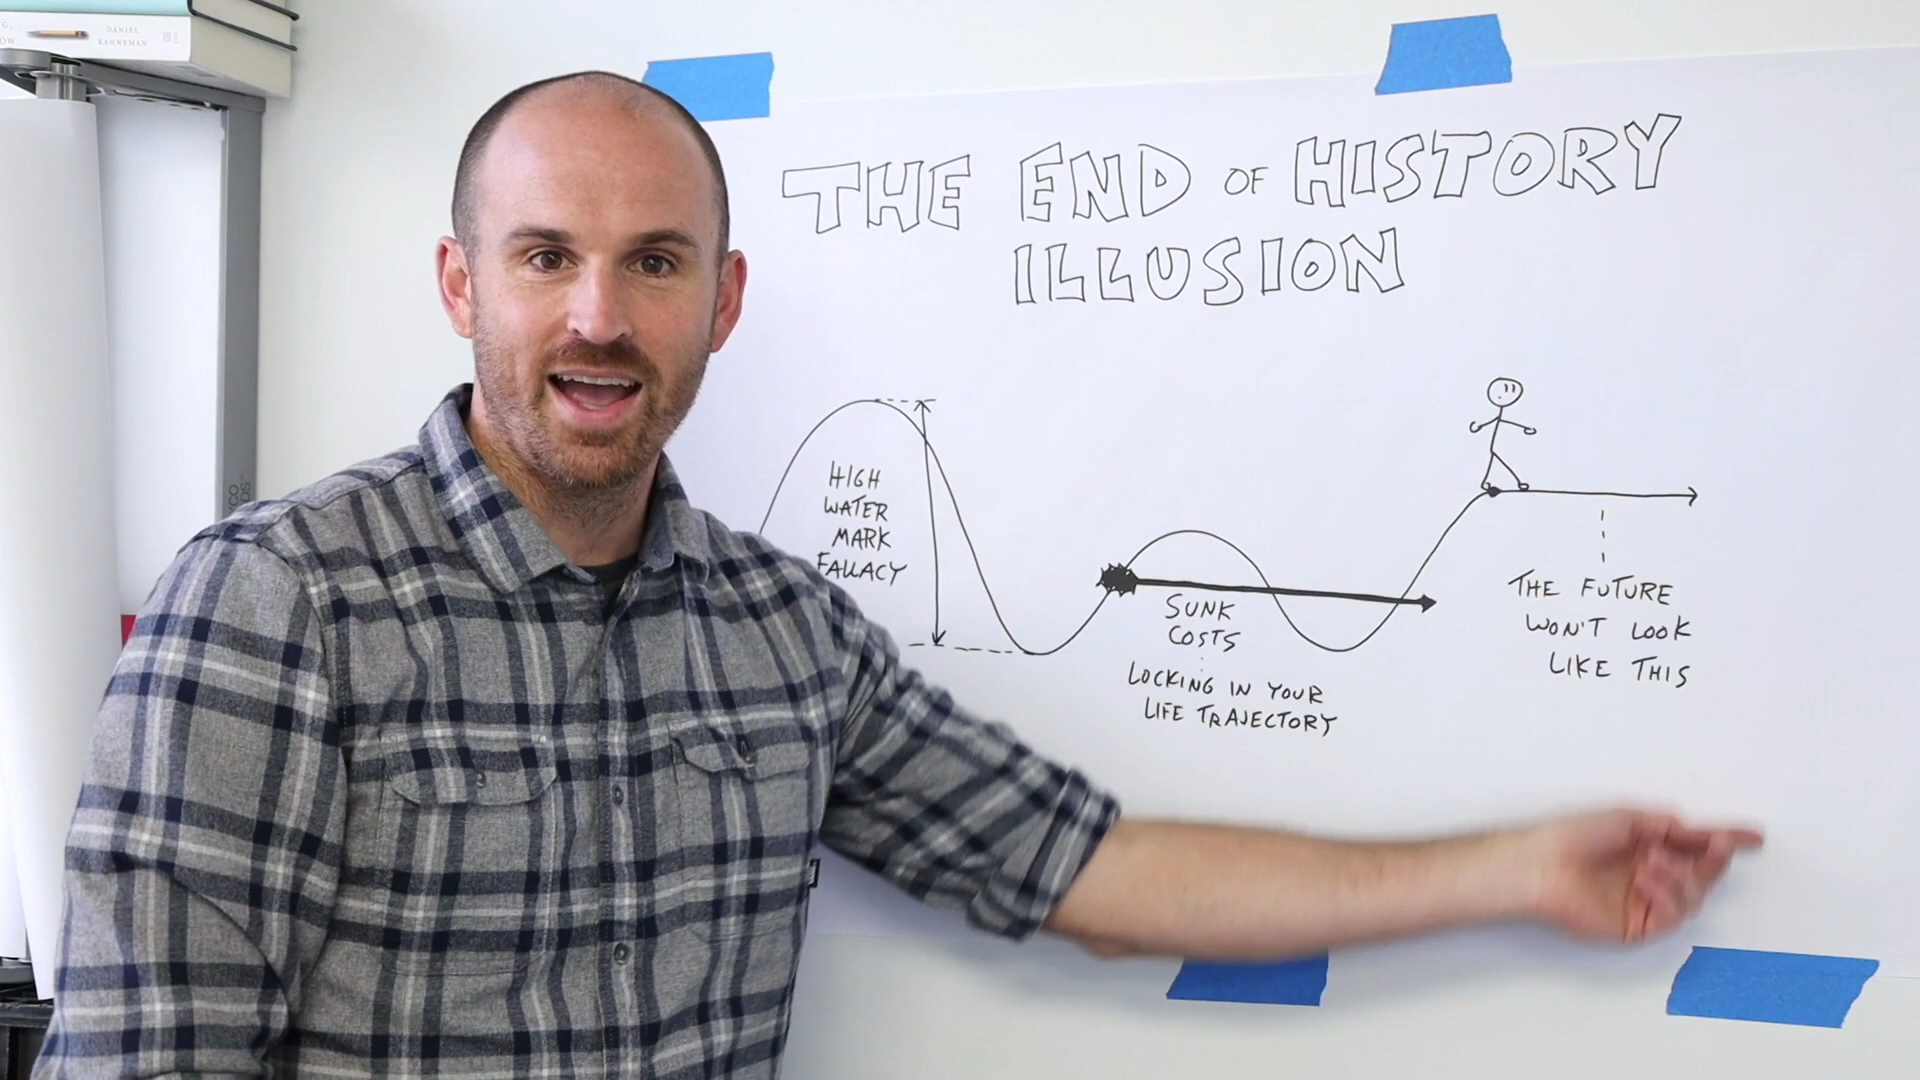 DANIEL
KAHNEMAN
THE END OF HISTORY
ILLUSION
HIGH
WATER
MARK
FALLACY
SUNK
COSTS
LOCKING IN YOUR
LIFE TRAJECTORY
THE FUTURE
WON'T LOOK
LIKE THIS